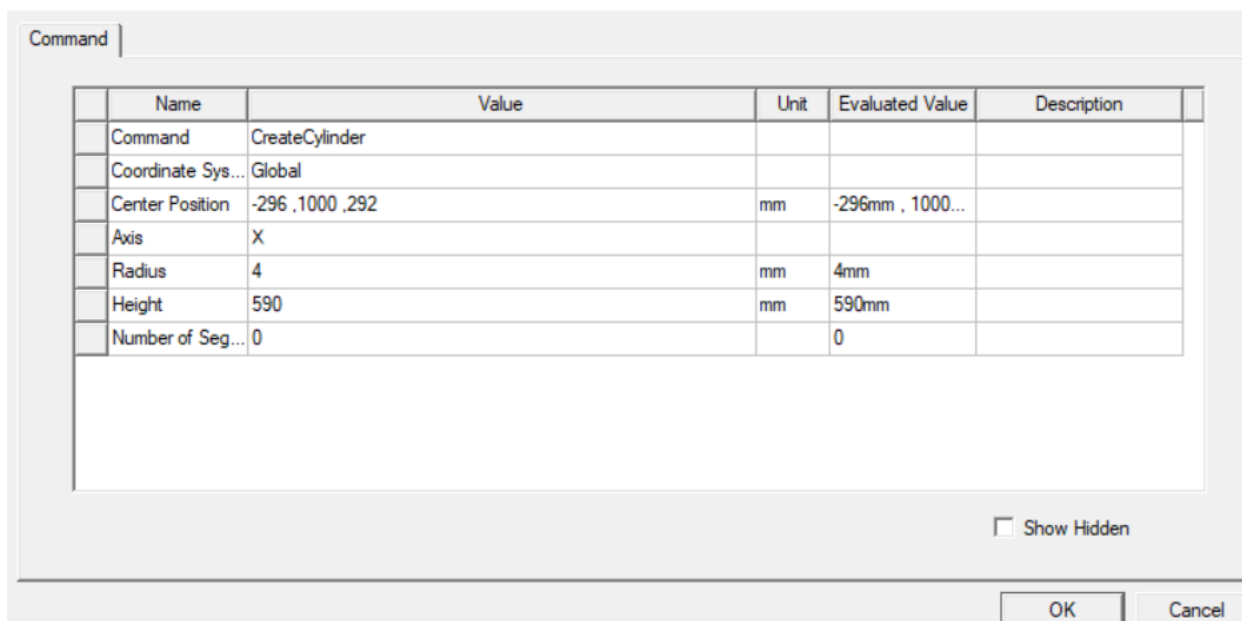 Command
Name Value Unit Evaluated Value Description
Command CreateCylinder
Coordinate Sys... Global
Center Position -296 ,1000 ,292 mm -296mm , 1000...
Axis X
Radius 4 mm 4mm
Height 590 mm 590mm
Number of Seg... 0 0
Show Hidden
OK Cancel